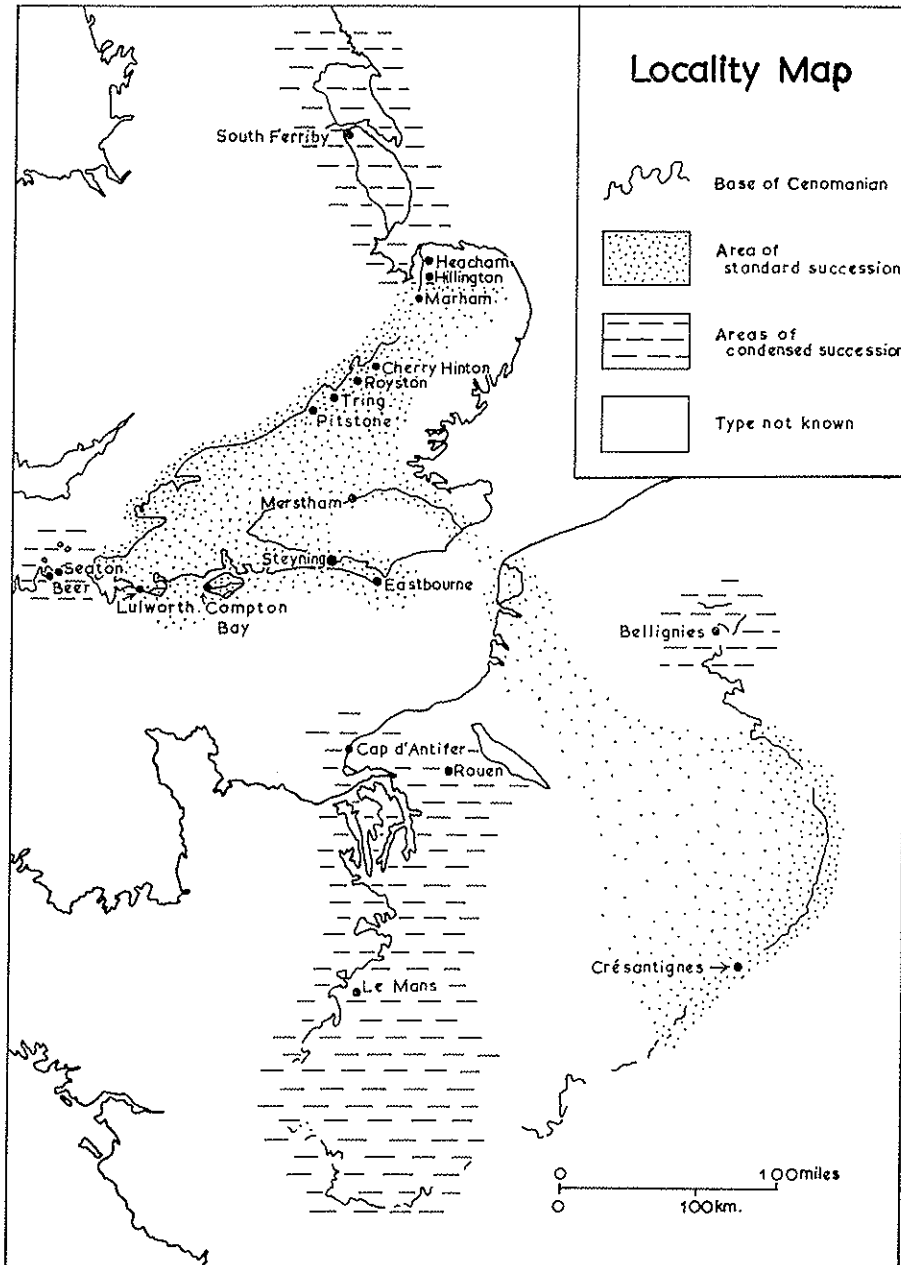 Locality Map
Base of Cenomanian
Area of
standard succession
Areas of
condensed succession
Type not known
South Ferriby
Heacham
Hillington
Marham
Cherry Hinton
Royston
Tring
Pitstone
Merstham
Steyning
Seaton
Beer
Eastbourne
Lulworth
Compton
Bay
Bellignies
Cap d'Antifer
Rouen
Crésantignes
Le Mans
0
100miles
0
100km.